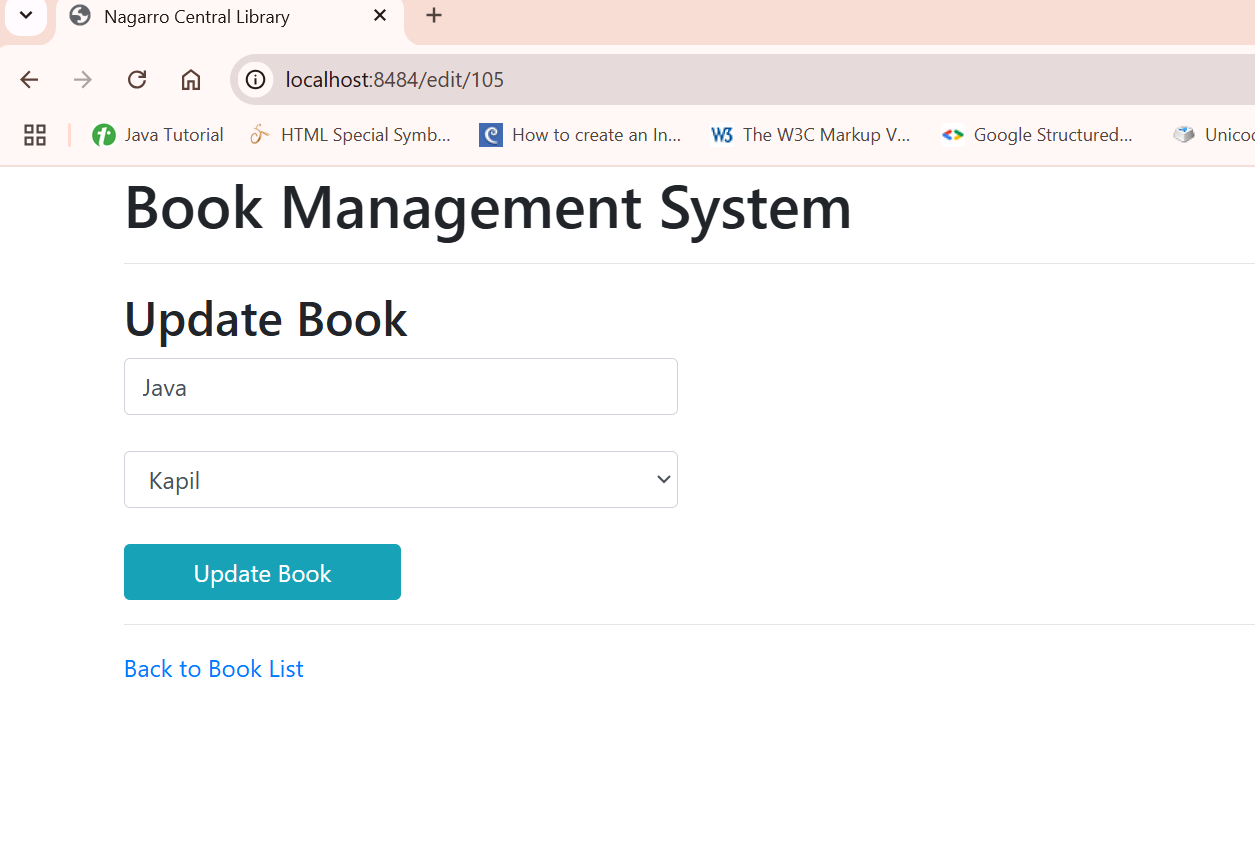 Nagarro Central Library
localhost:8484/edit/105
Java Tutorial HTML Special Symb... How to create an In... W3 The W3C Markup V... Google Structured... Unico
Book Management System
Update Book
Java
Kapil
Update Book
Back to Book List